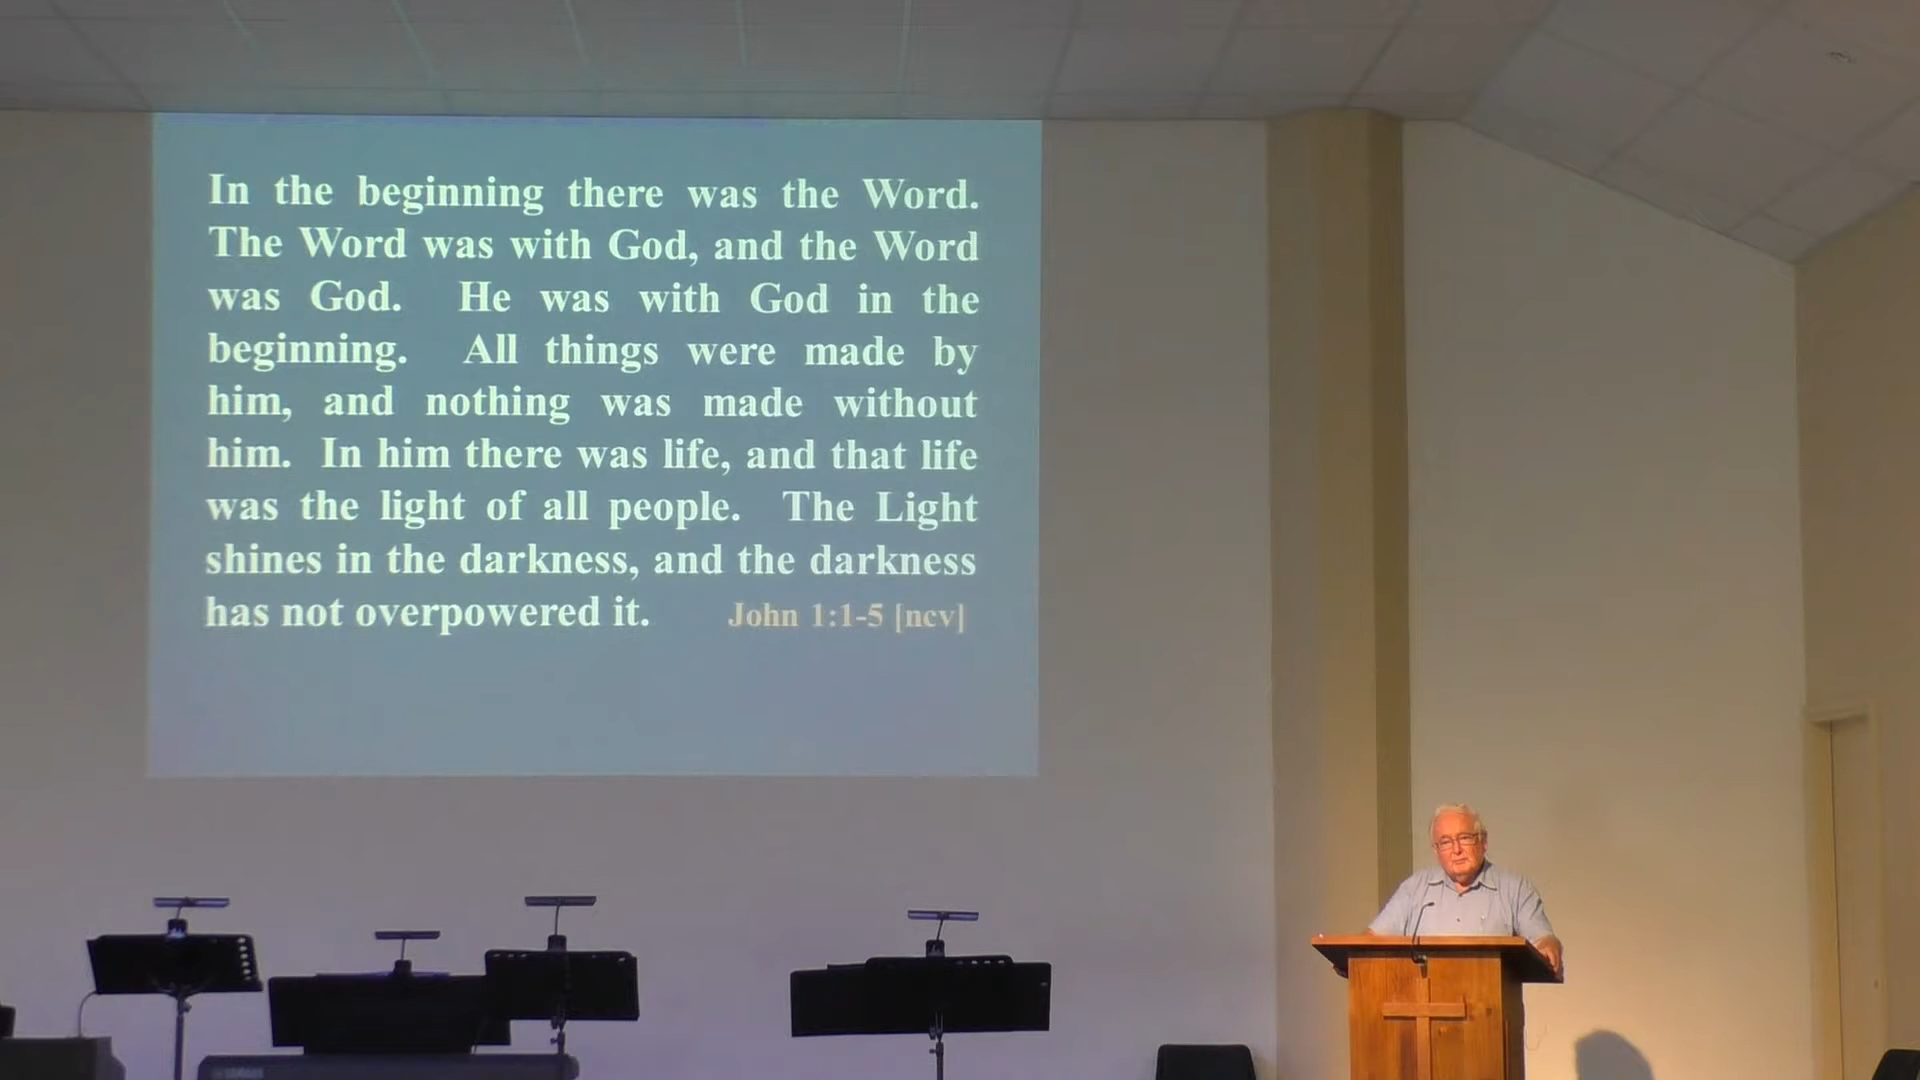 In the beginning there was the Word.
The Word was with God, and the Word
was God. He was with God in the
beginning. All things were made by
him, and nothing was made without
him. In him there was life, and that life
was the light of all people. The Light
shines in the darkness, and the darkness
has not overpowered it. John 1:1-5 [ncv]